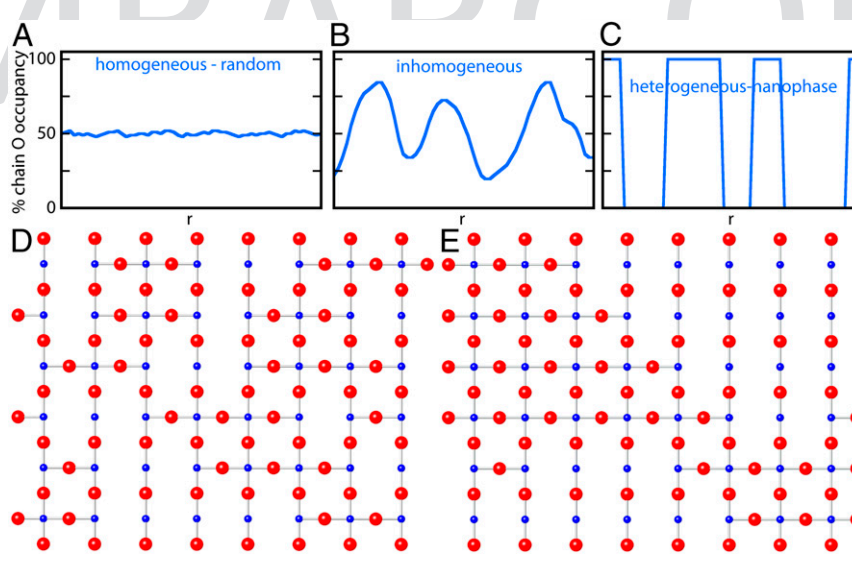 A
B
C
% chain O occupancy
100
50
0
homogeneous - random
inhomogeneous
heterogeneous-nanophase
r
r
r
D
E